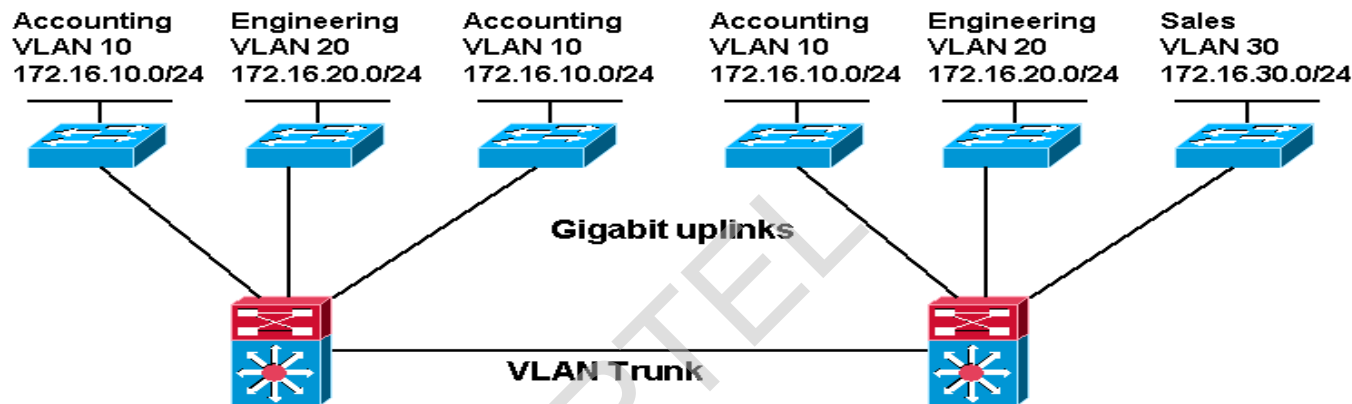 Accounting
VLAN 10
172.16.10.0/24
Engineering
VLAN 20
172.16.20.0/24
Accounting
VLAN 10
172.16.10.0/24
Accounting
VLAN 10
172.16.10.0/24
Engineering
VLAN 20
172.16.20.0/24
Sales
VLAN 30
172.16.30.0/24
Gigabit uplinks
VLAN Trunk
PTEL